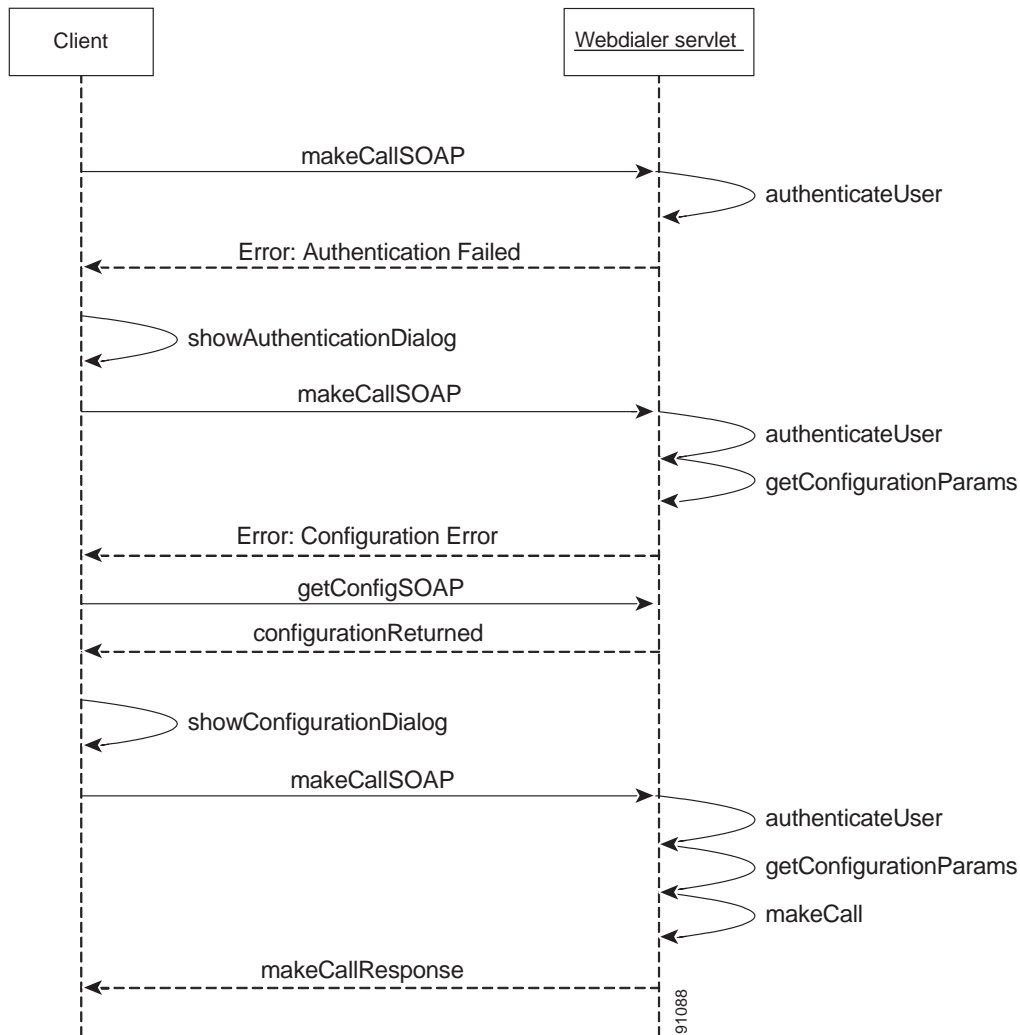 Client
Webdialer servlet
makeCallSOAP
authenticateUser
Error: Authentication Failed
showAuthenticationDialog
makeCallSOAP
authenticateUser
getConfigurationParams
Error: Configuration Error
getConfigSOAP
configurationReturned
showConfigurationDialog
makeCallSOAP
authenticateUser
getConfigurationParams
makeCall
makeCallResponse
91088